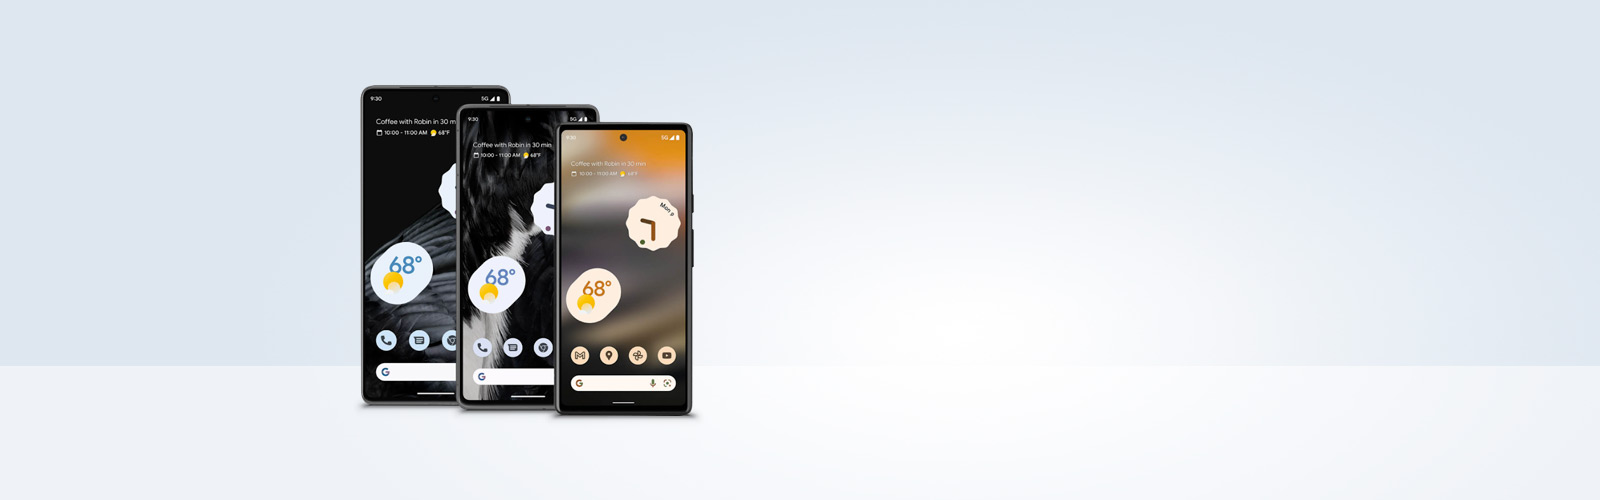 9:30
5G
Coffee with Robin in 30 m
10:00 - 11:00 AM 68°F
68°
G
9:30
5G
Coffee with Robin in 30 min
10:00 - 11:00 AM 68°F
68°
G
9:30
5G
Coffee with Robin in 30 min
10:00 - 11:00 AM 68°F
Mon 9
68°
G